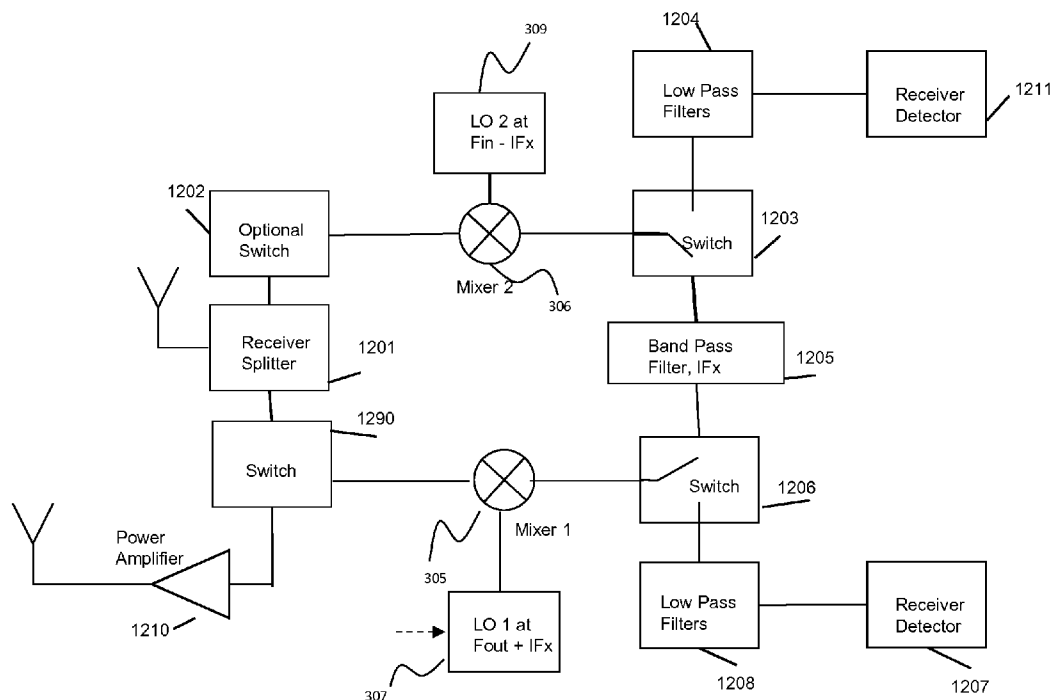 1204
309
Low Pass
Filters
Receiver
Detector
1211
LO 2 at
Fin - IFx
1202
Optional
Switch
Switch
1203
Mixer 2
306
Receiver
Splitter
1201
Band Pass
Filter, IFx
1205
1290
Switch
Switch
1206
Mixer 1
Power
Amplifier
305
1210
LO 1 at
Fout + IFx
Low Pass
Filters
Receiver
Detector
307
1208
1207